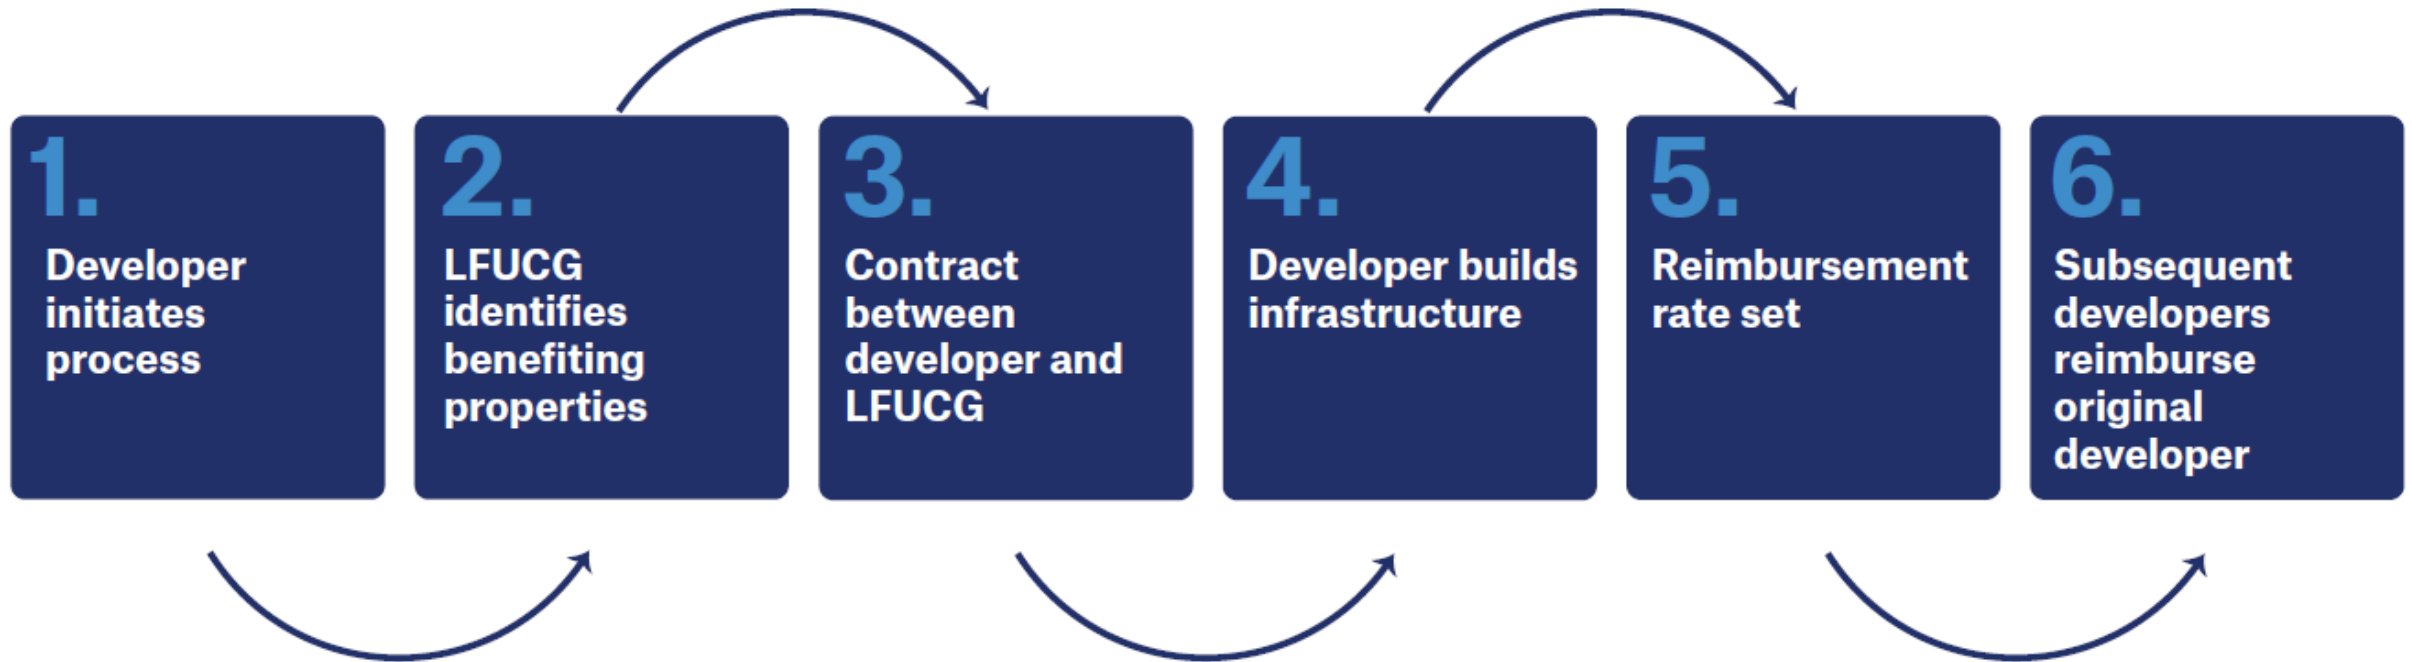 1.
Developer
initiates
process
2.
LFUCG
identifies
benefiting
properties
3.
Contract
between
developer and
LFUCG
4.
Developer builds
infrastructure
5.
Reimbursement
rate set
6.
Subsequent
developers
reimburse
original
developer